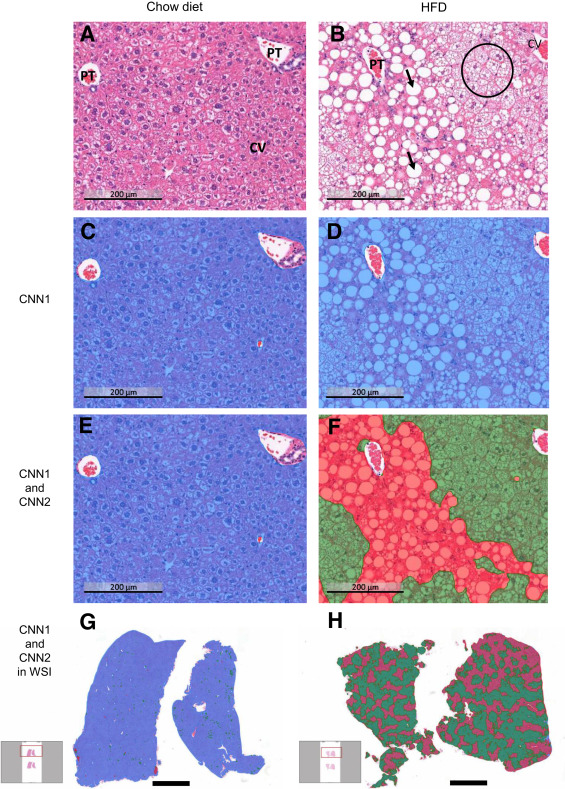 Chow diet
HFD
A
PT
PT
CV
200 µm
B
PT
CV
200 µm
CNN1
C
200 µm
D
200 µm
CNN1
and
CNN2
E
200 µm
F
200 µm
CNN1
and
CNN2
in WSI
G
H